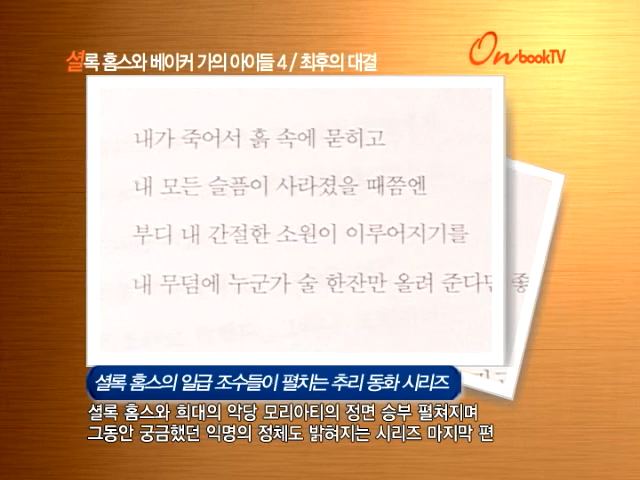 셜록 홈스와 베이커 가의 아이들 4 / 최후의 대결
On bookTV
내가 죽어서 흙 속에 묻히고
내 모든 슬픔이 사라졌을 때쯤엔
부디 내 간절한 소원이 이루어지기를
내 무덤에 누군가 술 한잔만 올려 준다면 좋
셜록 홈스의 일급 조수들이 펼치는 추리 동화 시리즈
셜록 홈스와 희대의 악당 모리아티의 정면 승부 펼쳐지며
그동안 궁금했던 익명의 정체도 밝혀지는 시리즈 마지막 편